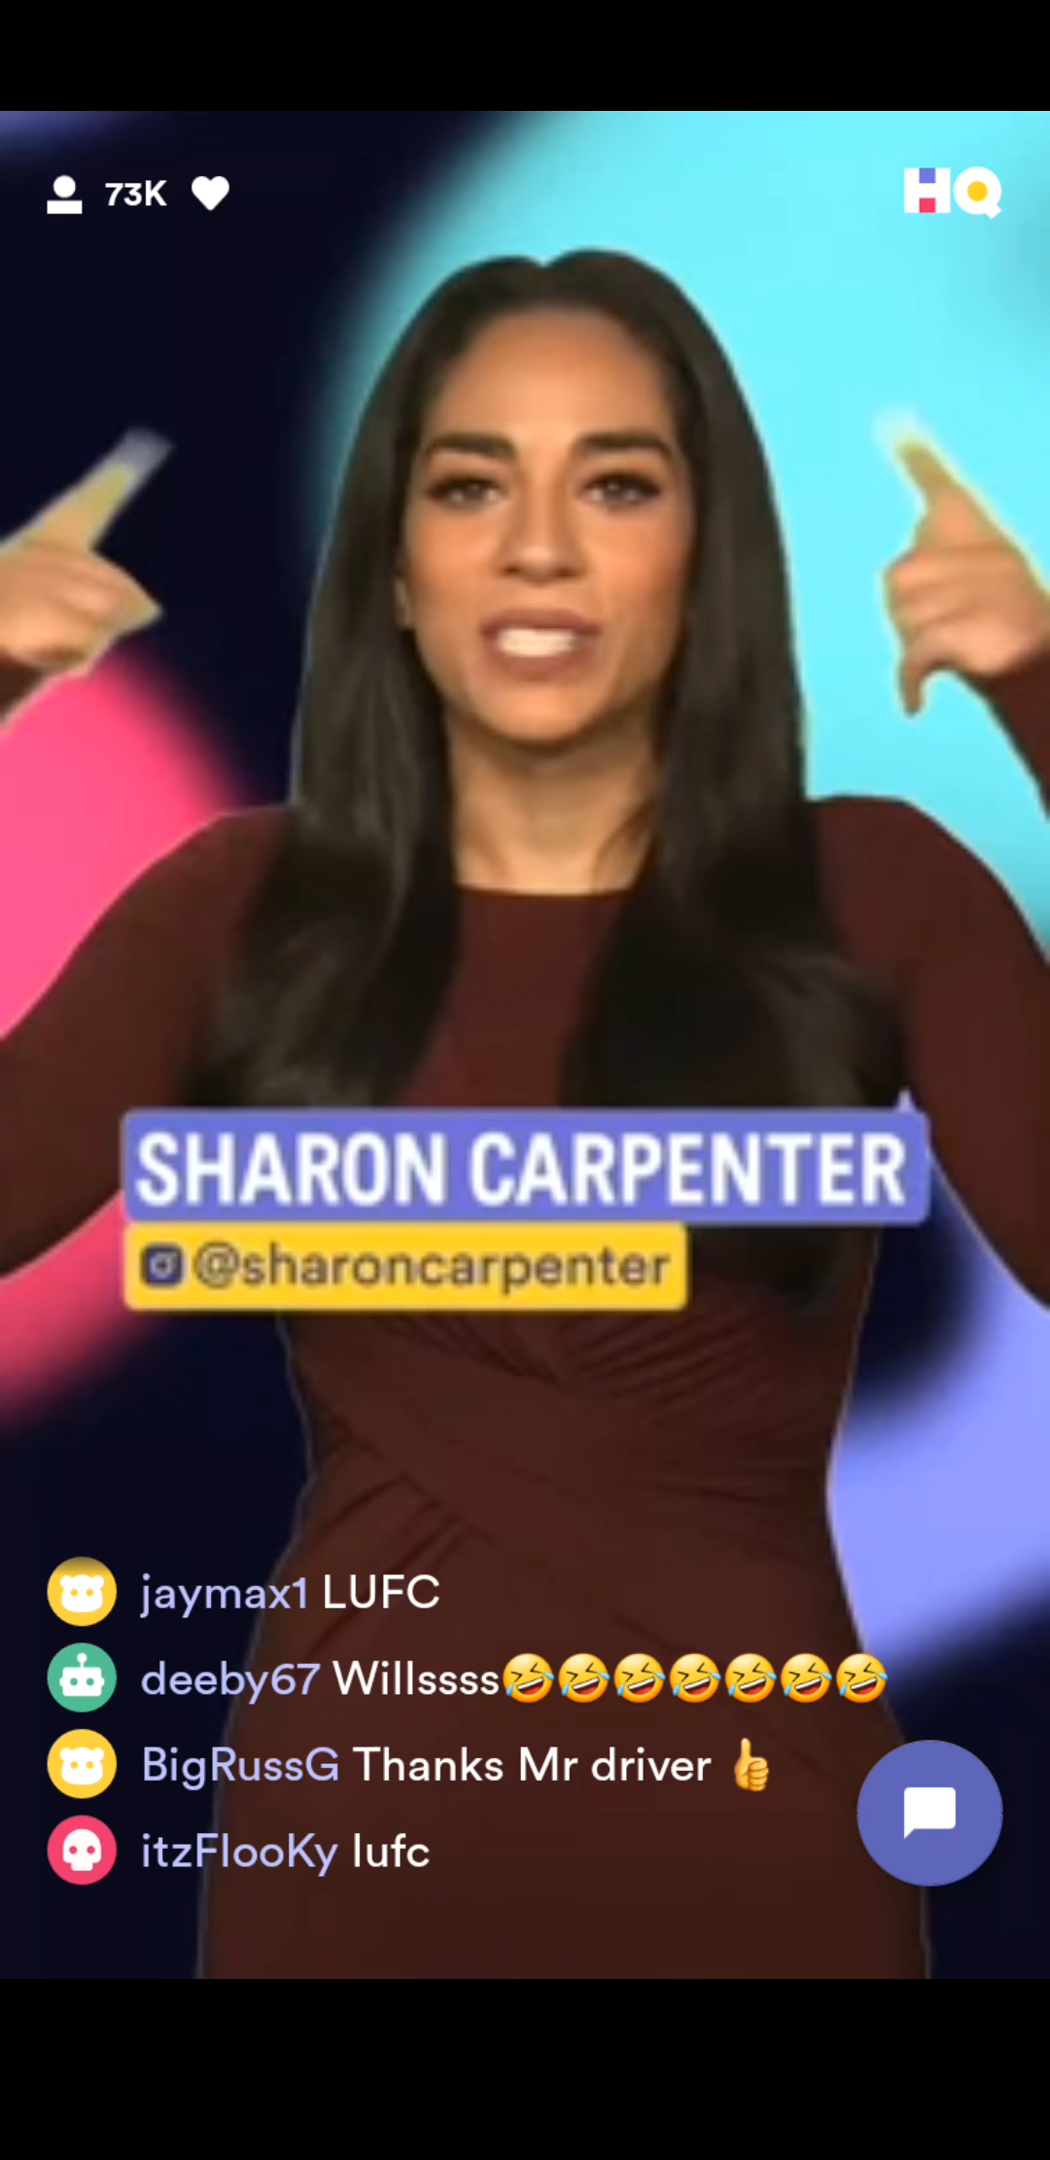 73K
HQ
SHARON CARPENTER
@sharoncarpenter
jaymax1 LUFC
deeby67 Willssss🤣🤣🤣🤣🤣🤣🤣
BigRussG Thanks Mr driver 👍
itzFlooKy lufc